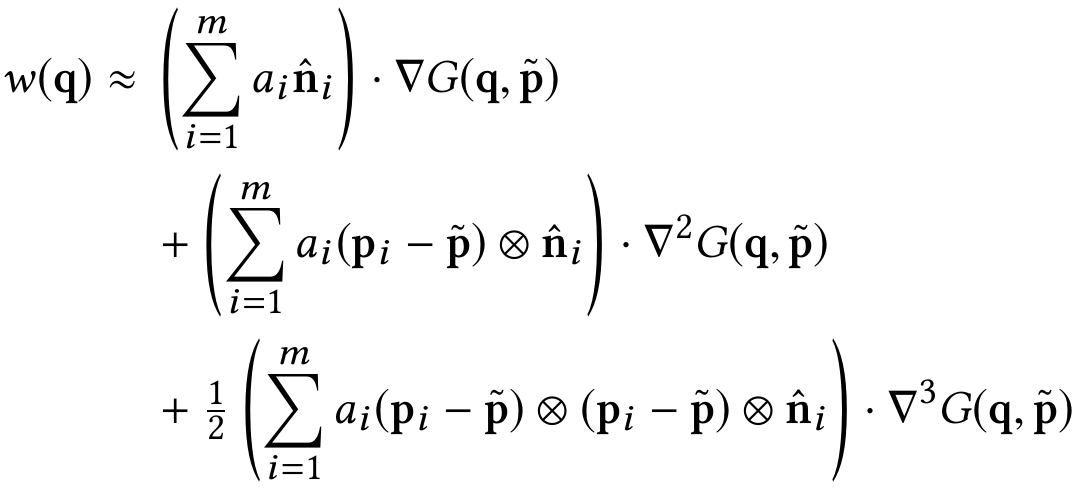 w(𝐪) ≈ (∑_{i=1}^{m} a_i 𝐧̂_i) · ∇G(𝐪, 𝐩̃)
+ (∑_{i=1}^{m} a_i(𝐩_i − 𝐩̃) ⊗ 𝐧̂_i) · ∇²G(𝐪, 𝐩̃)
+ ½ (∑_{i=1}^{m} a_i(𝐩_i − 𝐩̃) ⊗ (𝐩_i − 𝐩̃) ⊗ 𝐧̂_i) · ∇³G(𝐪, 𝐩̃)